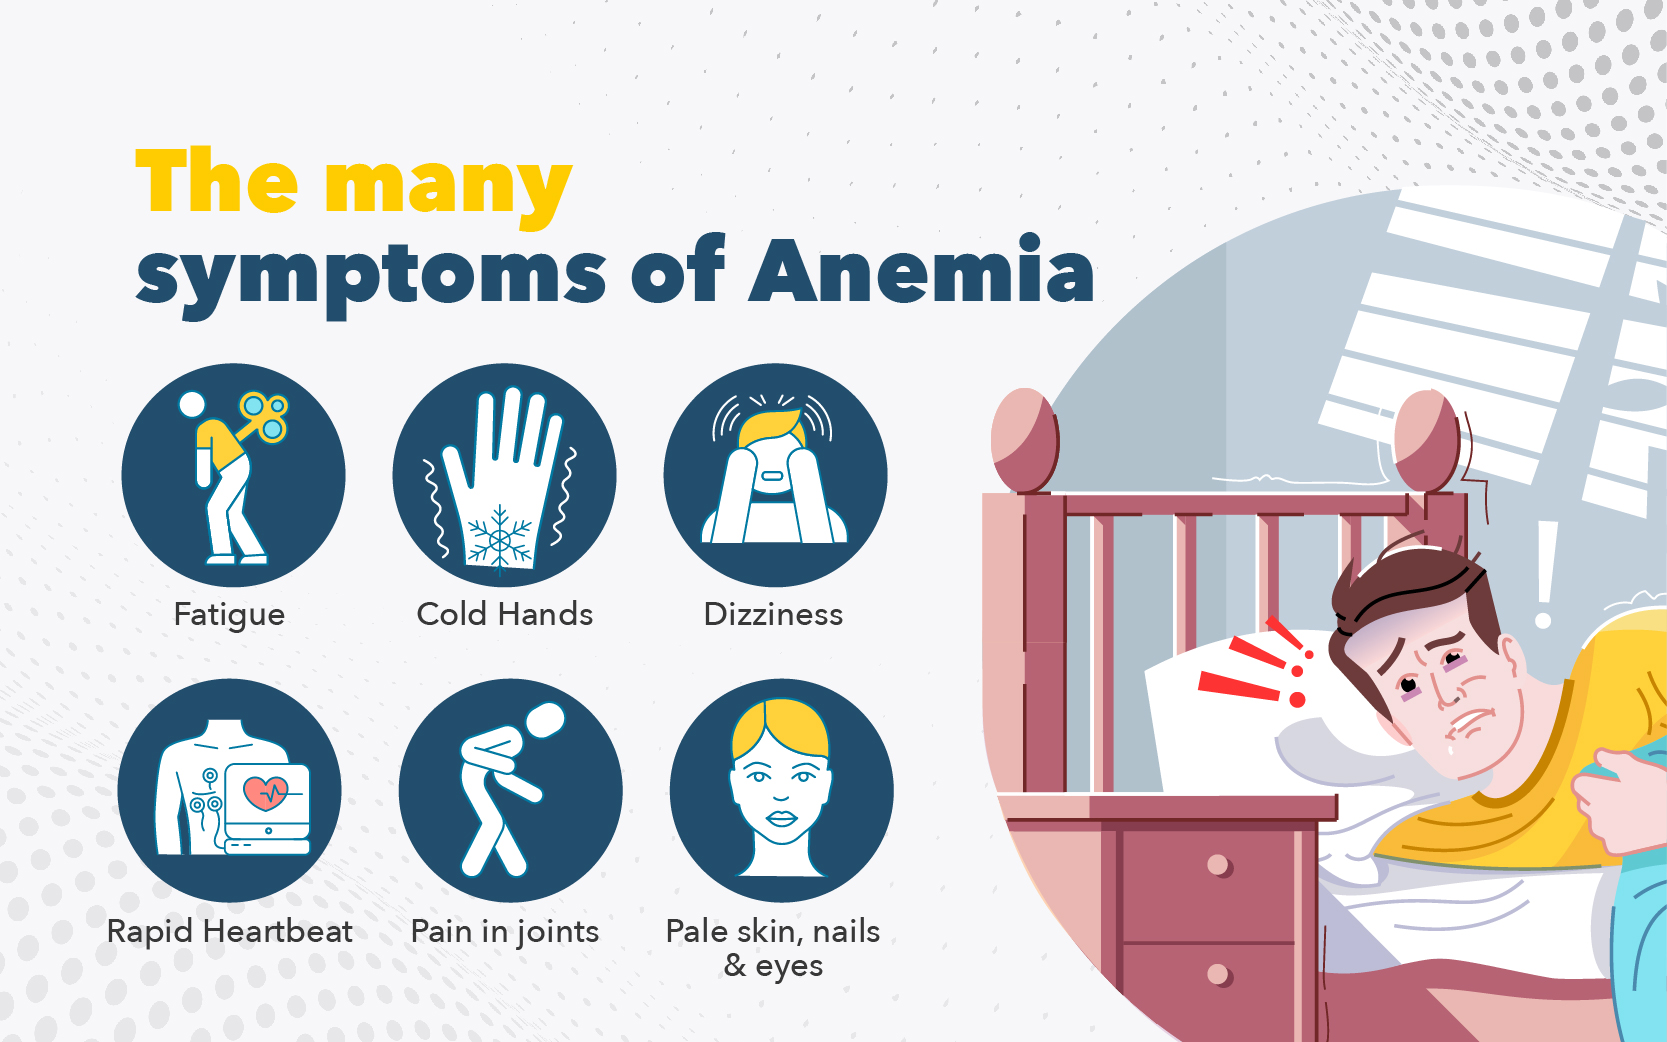 The many
symptoms of Anemia
Fatigue
Cold Hands
Dizziness
Rapid Heartbeat
Pain in joints
Pale skin, nails
& eyes